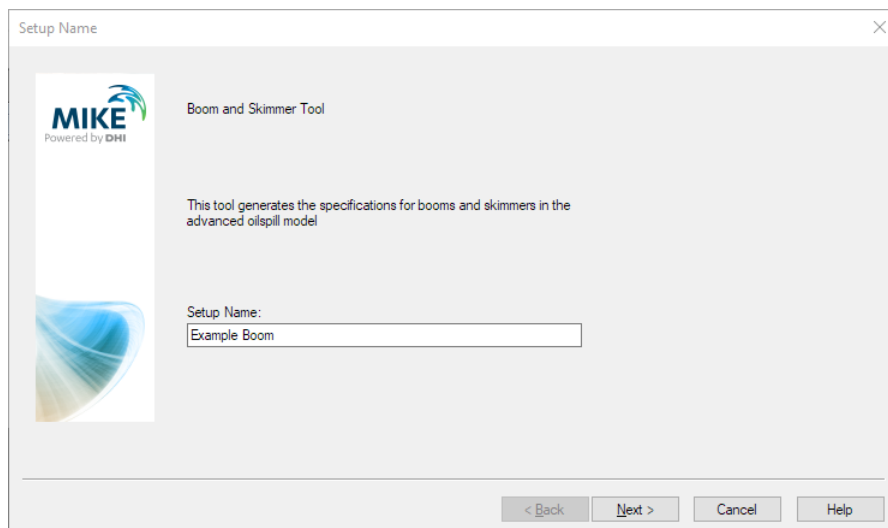 Setup Name
MIKE
Powered by DHI
Boom and Skimmer Tool
This tool generates the specifications for booms and skimmers in the
advanced oilspill model
Setup Name:
Example Boom
< Back
Next >
Cancel
Help